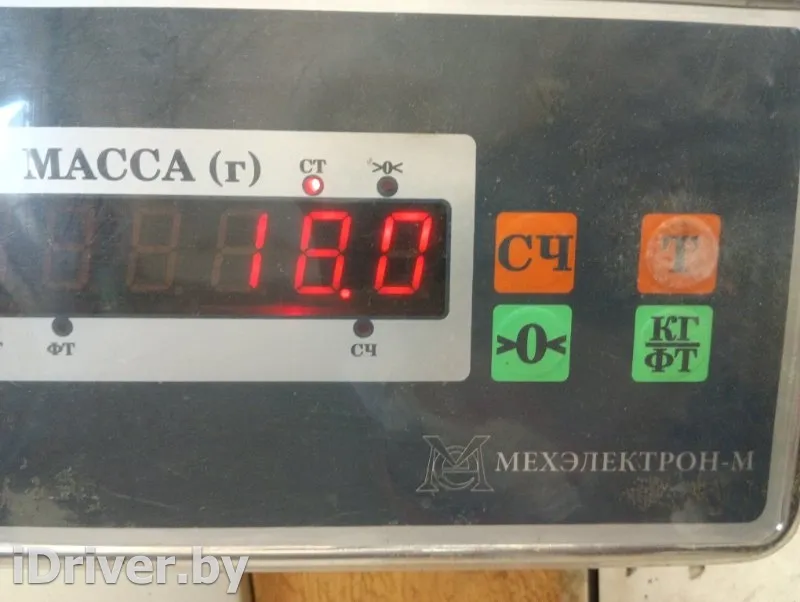 МАССА (г)
СТ
>0<
18.0
ФТ
СЧ
СЧ
Т
>0<
КГ
ФТ
МЕХЭЛЕКТРОН-М
iDriver.by